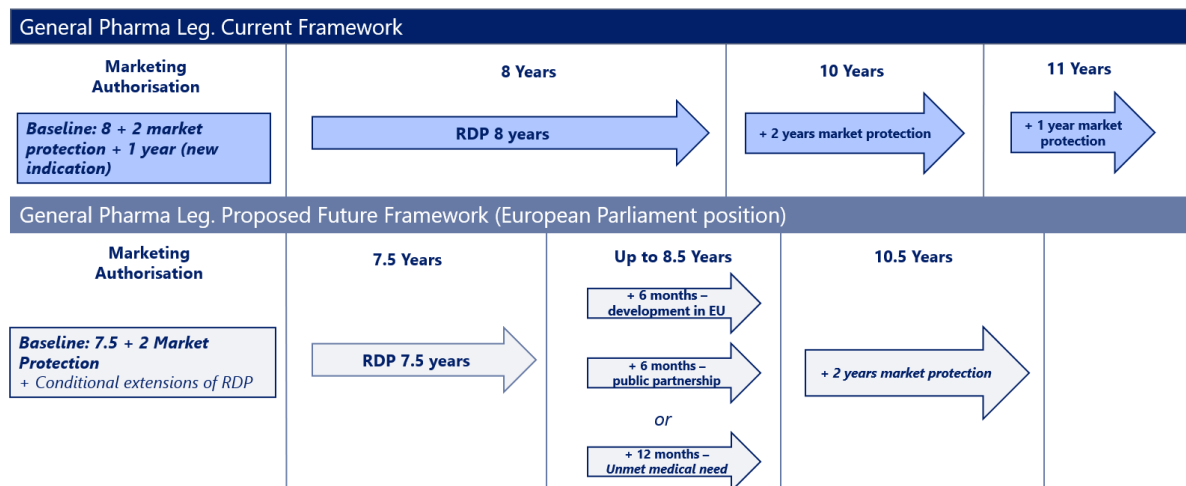 General Pharma Leg. Current Framework
Marketing
Authorisation
8 Years
10 Years
11 Years
Baseline: 8 + 2 market
protection + 1 year (new
indication)
RDP 8 years
+ 2 years market protection
+ 1 year market
protection
General Pharma Leg. Proposed Future Framework (European Parliament position)
Marketing
Authorisation
7.5 Years
Up to 8.5 Years
10.5 Years
Baseline: 7.5 + 2 Market
Protection
+ Conditional extensions of RDP
RDP 7.5 years
+ 6 months –
development in EU
+ 6 months –
public partnership
or
+ 12 months –
Unmet medical need
+ 2 years market protection